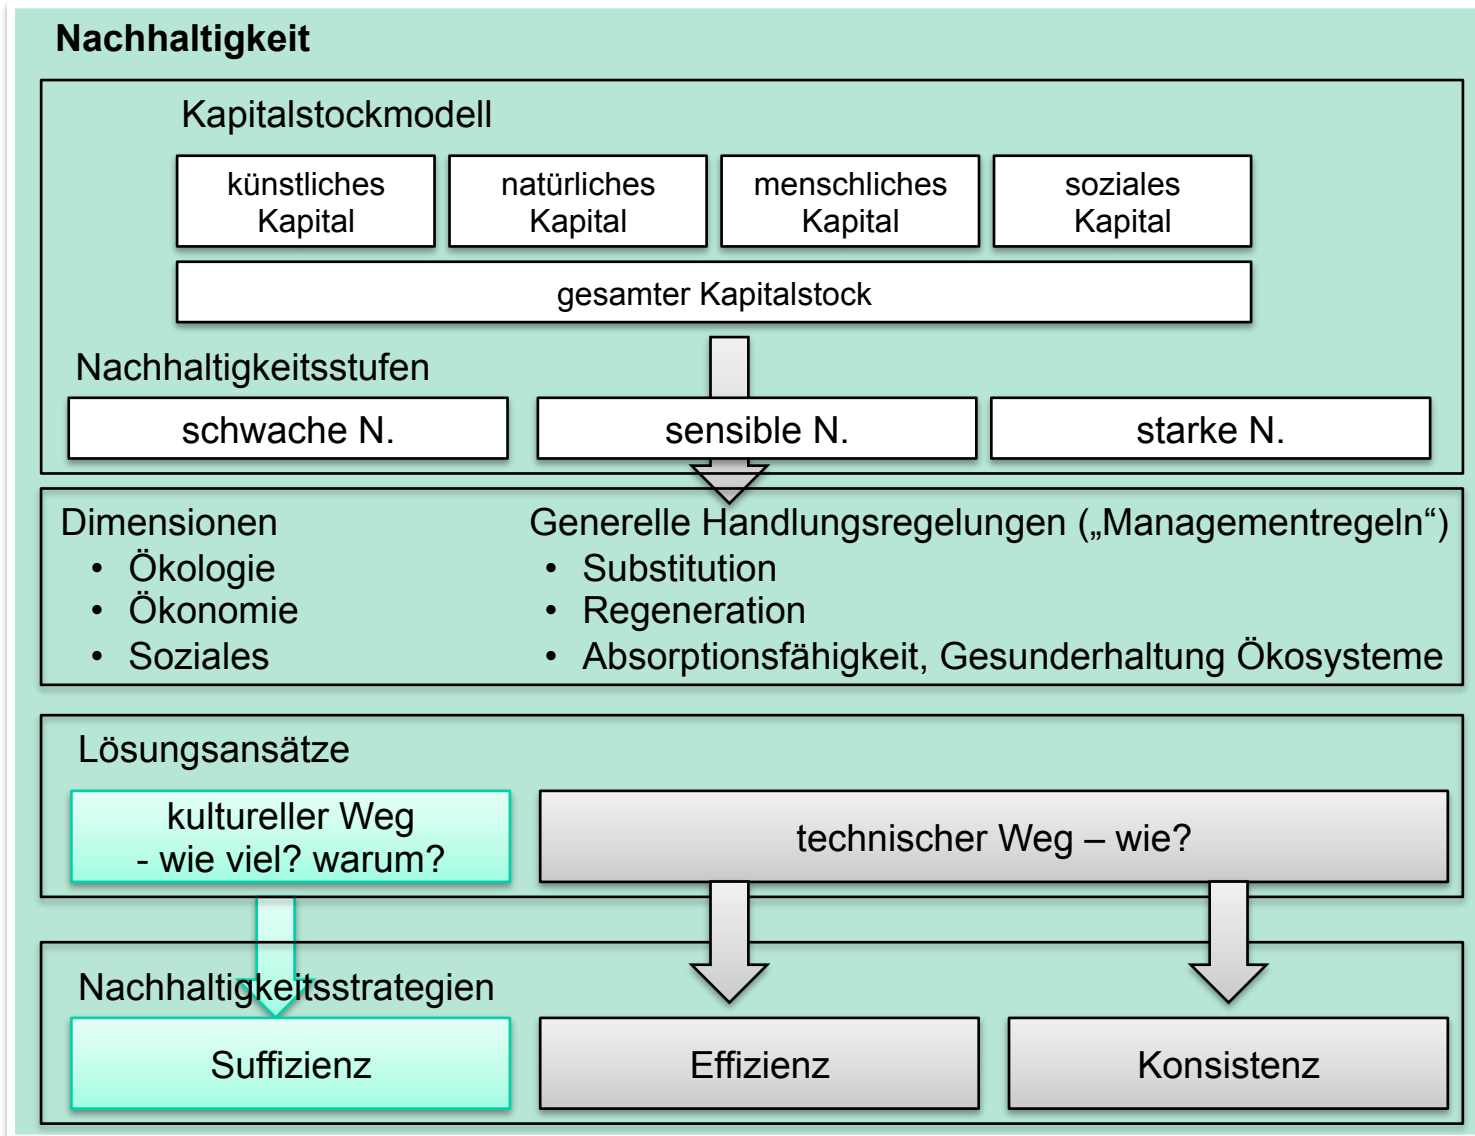 Nachhaltigkeit
Kapitalstockmodell
künstliches
Kapital
natürliches
Kapital
menschliches
Kapital
soziales
Kapital
gesamter Kapitalstock
Nachhaltigkeitsstufen
schwache N.
sensible N.
starke N.
Dimensionen
• Ökologie
• Ökonomie
• Soziales
Generelle Handlungsregelungen („Managementregeln“)
• Substitution
• Regeneration
• Absorptionsfähigkeit, Gesunderhaltung Ökosysteme
Lösungsansätze
kultureller Weg
- wie viel? warum?
technischer Weg – wie?
Nachhaltigkeitsstrategien
Suffizienz
Effizienz
Konsistenz